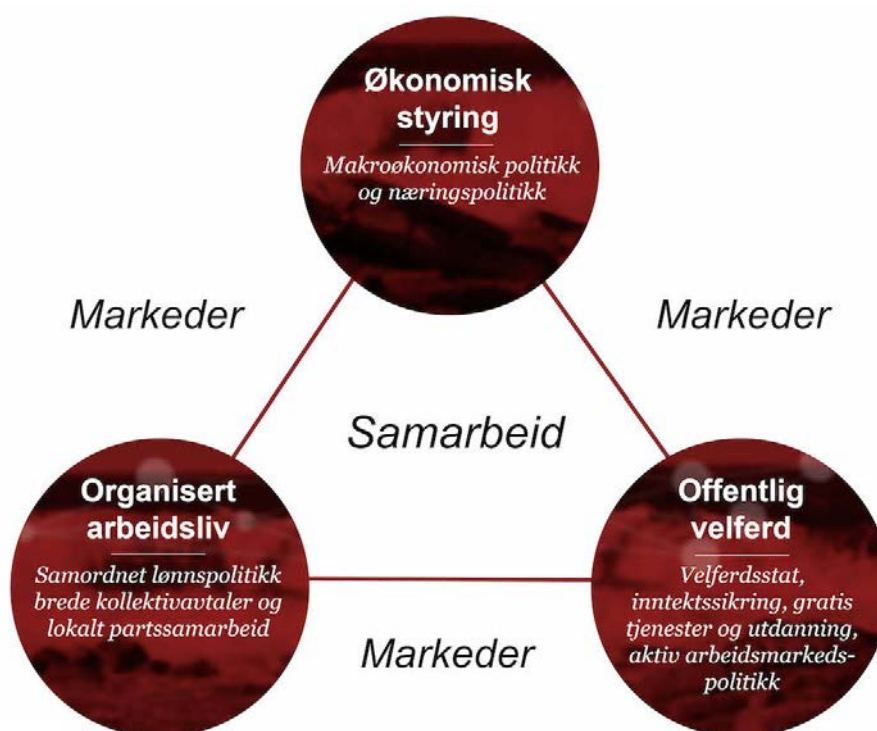 Økonomisk
styring
Makroøkonomisk politikk
og næringspolitikk
Markeder
Markeder
Samarbeid
Organisert
arbeidsliv
Samordnet lønnspolitikk
brede kollektivavtaler og
lokalt partssamarbeid
Offentlig
velferd
Velferdsstat,
inntektssikring, gratis
tjenester og utdanning,
aktiv arbeidsmarkeds-
politikk
Markeder